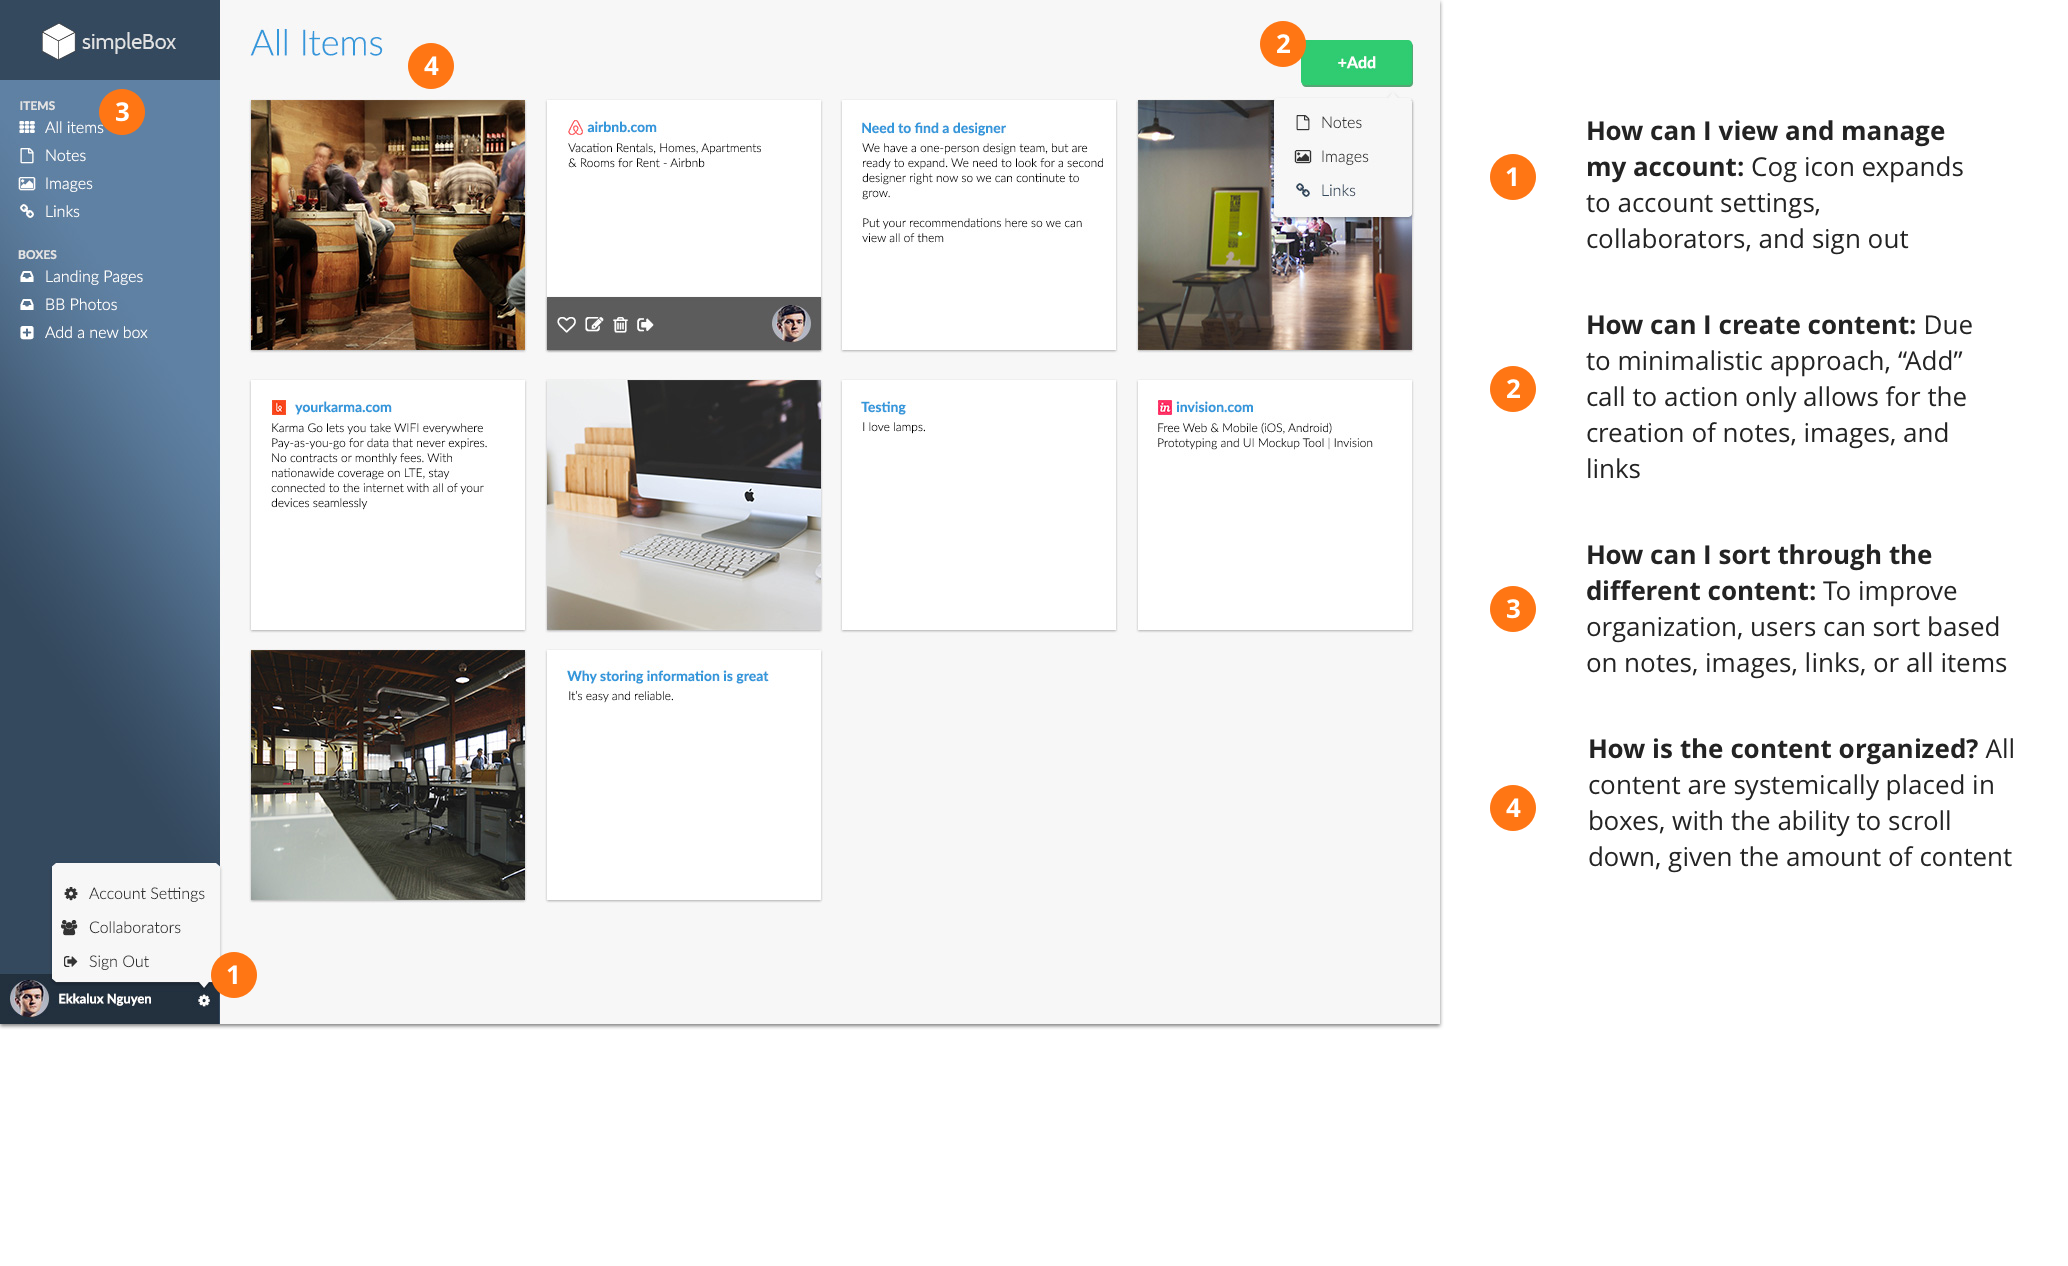 simpleBox
ITEMS
3
All items
Notes
Images
Links
BOXES
Landing Pages
BB Photos
Add a new box
Account Settings
Collaborators
Sign Out
1
Ekkalux Nguyen
All Items
4
2
+Add
Notes
Images
Links
airbnb.com
Vacation Rentals, Homes, Apartments
& Rooms for Rent - Airbnb
Need to find a designer
We have a one-person design team, but are
ready to expand. We need to look for a second
designer right now so we can continute to
grow.
Put your recommendations here so we can
view all of them
yourkarma.com
Karma Go lets you take WIFI everywhere
Pay-as-you-go for data that never expires.
No contracts or monthly fees. With
nationwide coverage on LTE, stay
connected to the internet with all of your
devices seamlessly
Testing
I love lamps.
in invision.com
Free Web & Mobile (iOS, Android)
Prototyping and UI Mockup Tool | Invision
Why storing information is great
It's easy and reliable.
1
How can I view and manage
my account: Cog icon expands
to account settings,
collaborators, and sign out
2
How can I create content: Due
to minimalistic approach, “Add”
call to action only allows for the
creation of notes, images, and
links
3
How can I sort through the
different content: To improve
organization, users can sort based
on notes, images, links, or all items
4
How is the content organized? All
content are systemically placed in
boxes, with the ability to scroll
down, given the amount of content